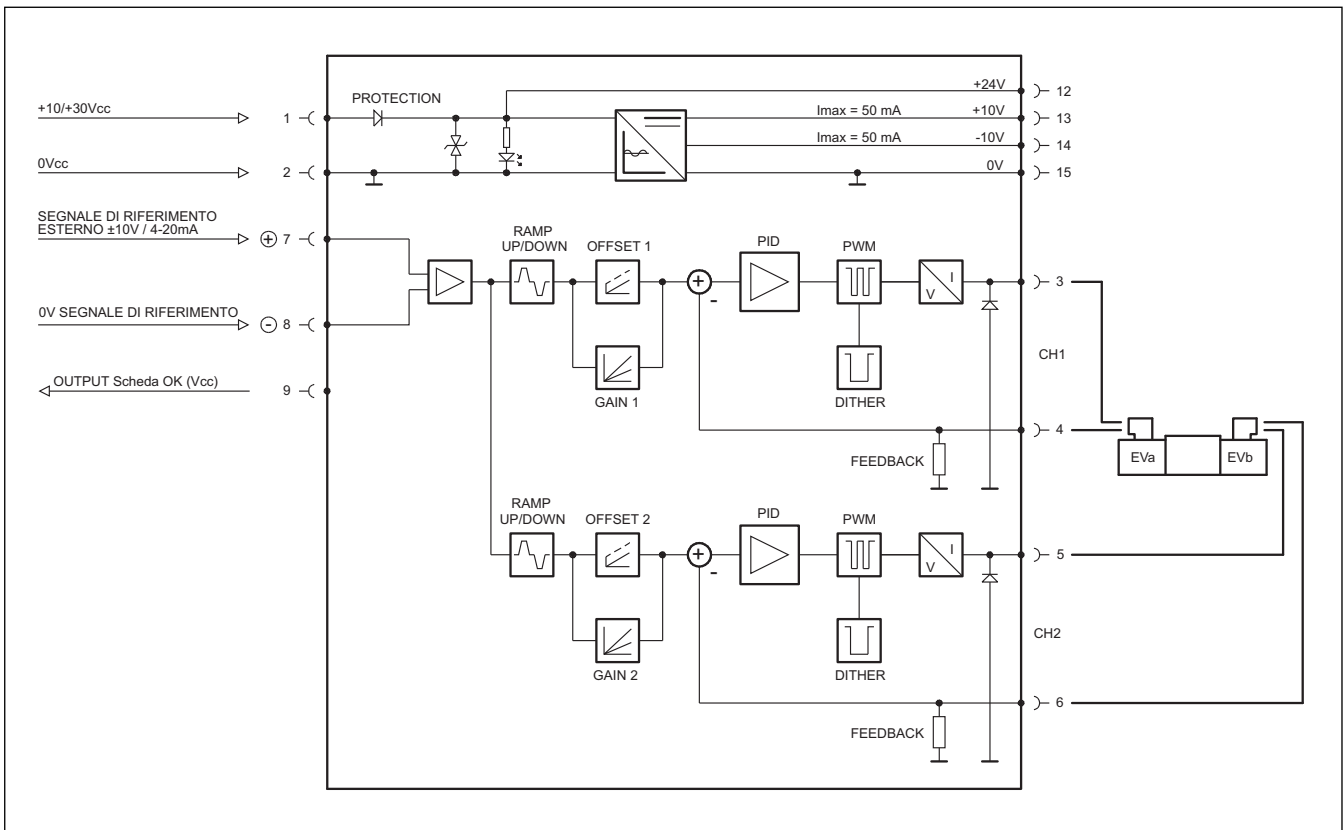 +24V
12
+10/+30Vcc
PROTECTION
1
Imax = 50 mA
+10V
13
Imax = 50 mA
-10V
14
0Vcc
2
0V
15
SEGNALE DI RIFERIMENTO
ESTERNO ±10V / 4-20mA
+ 7
RAMP
UP/DOWN
OFFSET 1
PID
PWM
+
-
I
V
3
0V SEGNALE DI RIFERIMENTO
- 8
CH1
OUTPUT Scheda OK (Vcc)
9
GAIN 1
DITHER
4
FEEDBACK
EVa
EVb
RAMP
UP/DOWN
OFFSET 2
PID
PWM
+
-
I
V
5
CH2
GAIN 2
DITHER
6
FEEDBACK